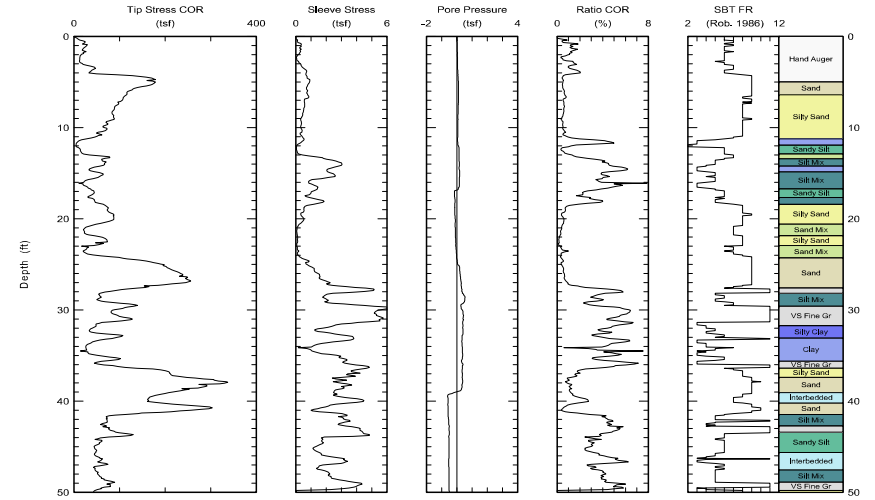 Tip Stress COR
(tsf)
Sleeve Stress
(tsf)
Pore Pressure
(tsf)
Ratio COR
(%)
SBT FR
(Rob. 1986)
0 400
0 6
-2 4
0 8
2 12
Depth (ft)
0
10
20
30
40
50
Hand Auger
Sand
Silty Sand
Sandy Silt
Silt Mix
Silt Mix
Sandy Silt
Silty Sand
Sand Mix
Silty Sand
Sand Mix
Sand
Silt Mix
VS Fine Gr
Silty Clay
Clay
VS Fine Gr
Silty Sand
Sand
Interbedded
Sand
Silt Mix
Sandy Silt
Interbedded
Silt Mix
VS Fine Gr
0
10
20
30
40
50